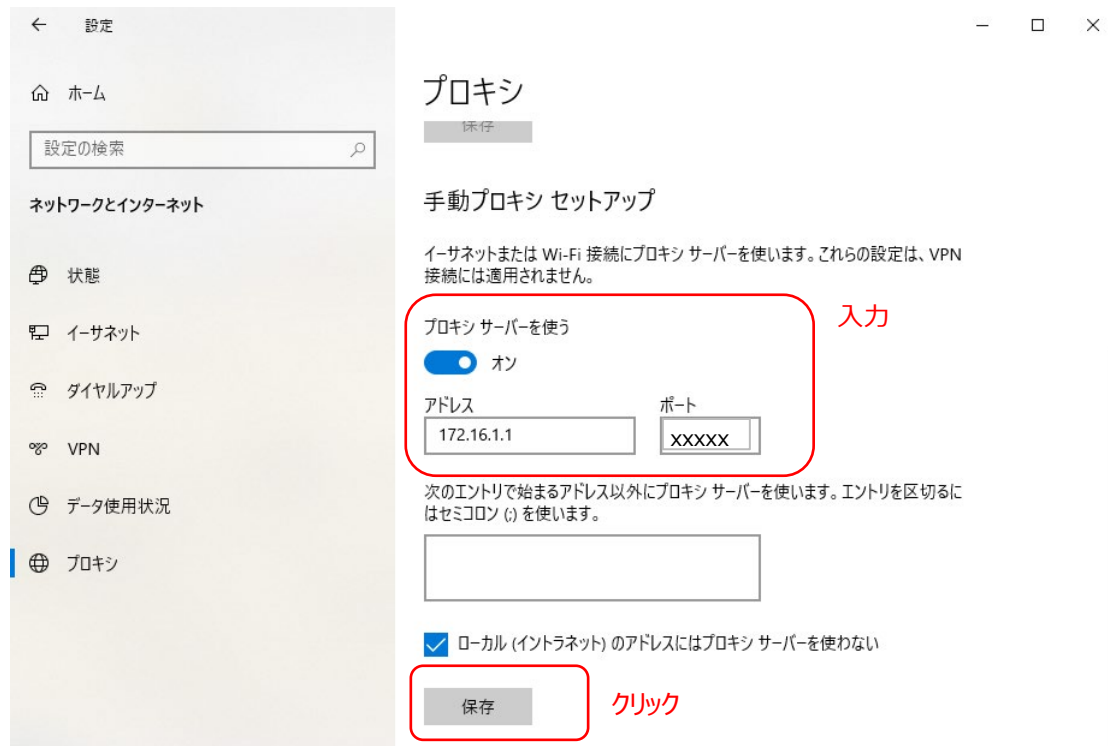 設定
ホーム
設定の検索
ネットワークとインターネット
状態
イーサネット
ダイヤルアップ
VPN
データ使用状況
プロキシ
プロキシ
保存
手動プロキシ セットアップ
イーサネットまたは Wi-Fi 接続にプロキシ サーバーを使います。これらの設定は、VPN
接続には適用されません。
入力
プロキシ サーバーを使う
オン
アドレス
ポート
172.16.1.1
xxxxx
次のエントリで始まるアドレス以外にプロキシ サーバーを使います。エントリを区切るに
はセミコロン (;) を使います。
ローカル (イントラネット) のアドレスにはプロキシ サーバーを使わない
保存
クリック